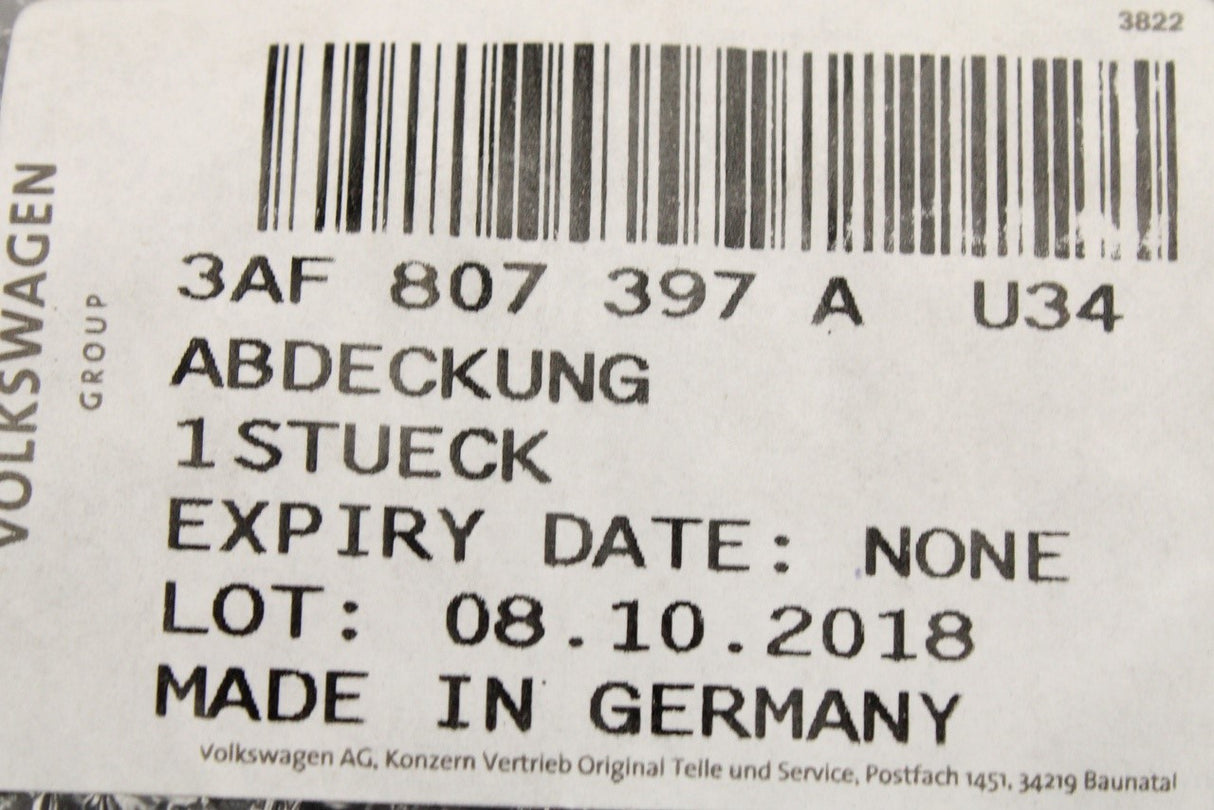 3822
VOLKSWAGEN
GROUP
3AF 807 397 A U34
ABDECKUNG
1STUECK
EXPIRY DATE: NONE
LOT: 08.10.2018
MADE IN GERMANY
Volkswagen AG, Konzern Vertrieb Original Teile und Service, Postfach 1451, 34219 Baunatal